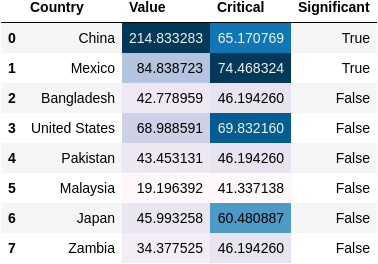 Country Value Critical Significant
0 China 214.833283 65.170769 True
1 Mexico 84.838723 74.468324 True
2 Bangladesh 42.778959 46.194260 False
3 United States 68.988591 69.832160 False
4 Pakistan 43.453131 46.194260 False
5 Malaysia 19.196392 41.337138 False
6 Japan 45.993258 60.480887 False
7 Zambia 34.377525 46.194260 False